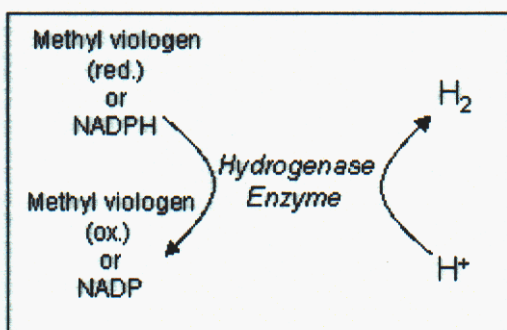 Methyl viologen
(red.)
or
NADPH
Hydrogenase
Enzyme
H2
Methyl viologen
(ox.)
or
NADP
H+